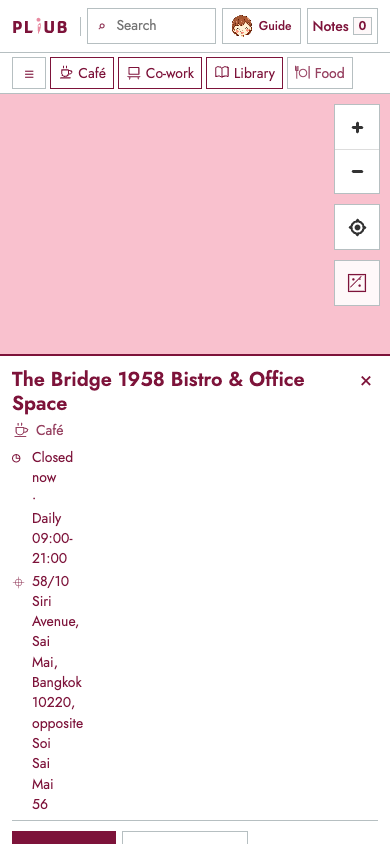 PLUB
Search
Guide
Notes 0
Café
Co-work
Library
Food
The Bridge 1958 Bistro & Office
Space
Café
Closed
now
·
Daily
09:00-
21:00
58/10
Siri
Avenue,
Sai
Mai,
Bangkok
10220,
opposite
Soi
Sai
Mai
56